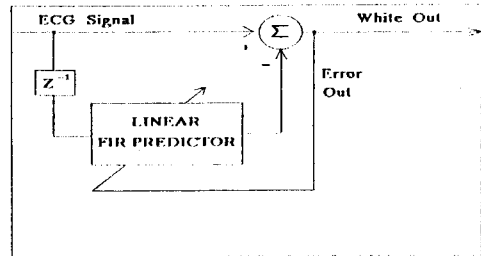 ECG Signal
White Out
Σ
+
−
Z⁻¹
Error
Out
LINEAR
FIR PREDICTOR